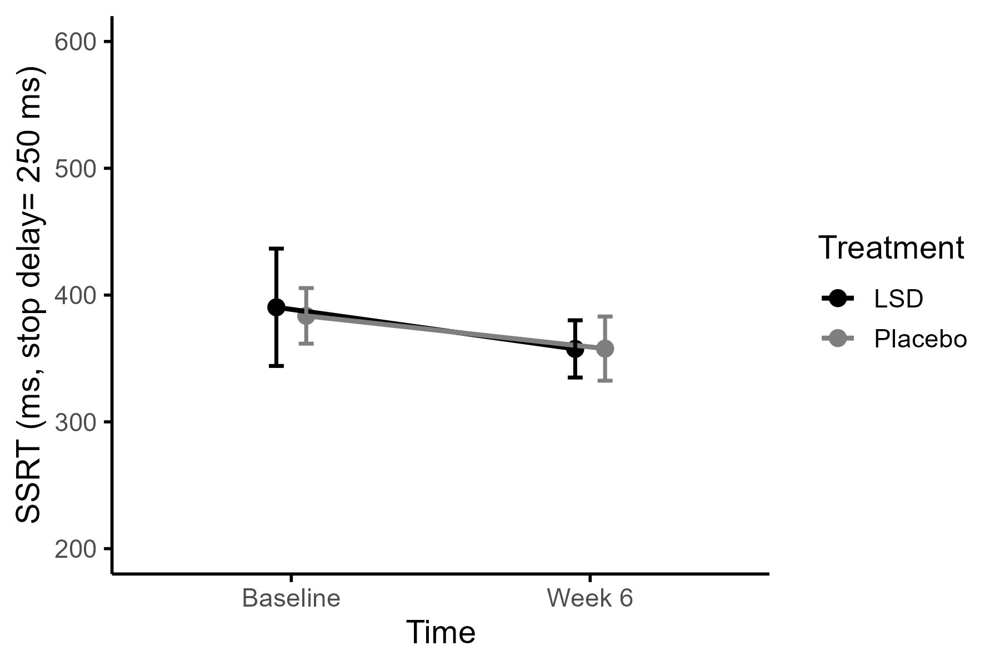 SSRT (ms, stop delay= 250 ms)
600
500
400
300
200
Baseline
Week 6
Time
Treatment
LSD
Placebo